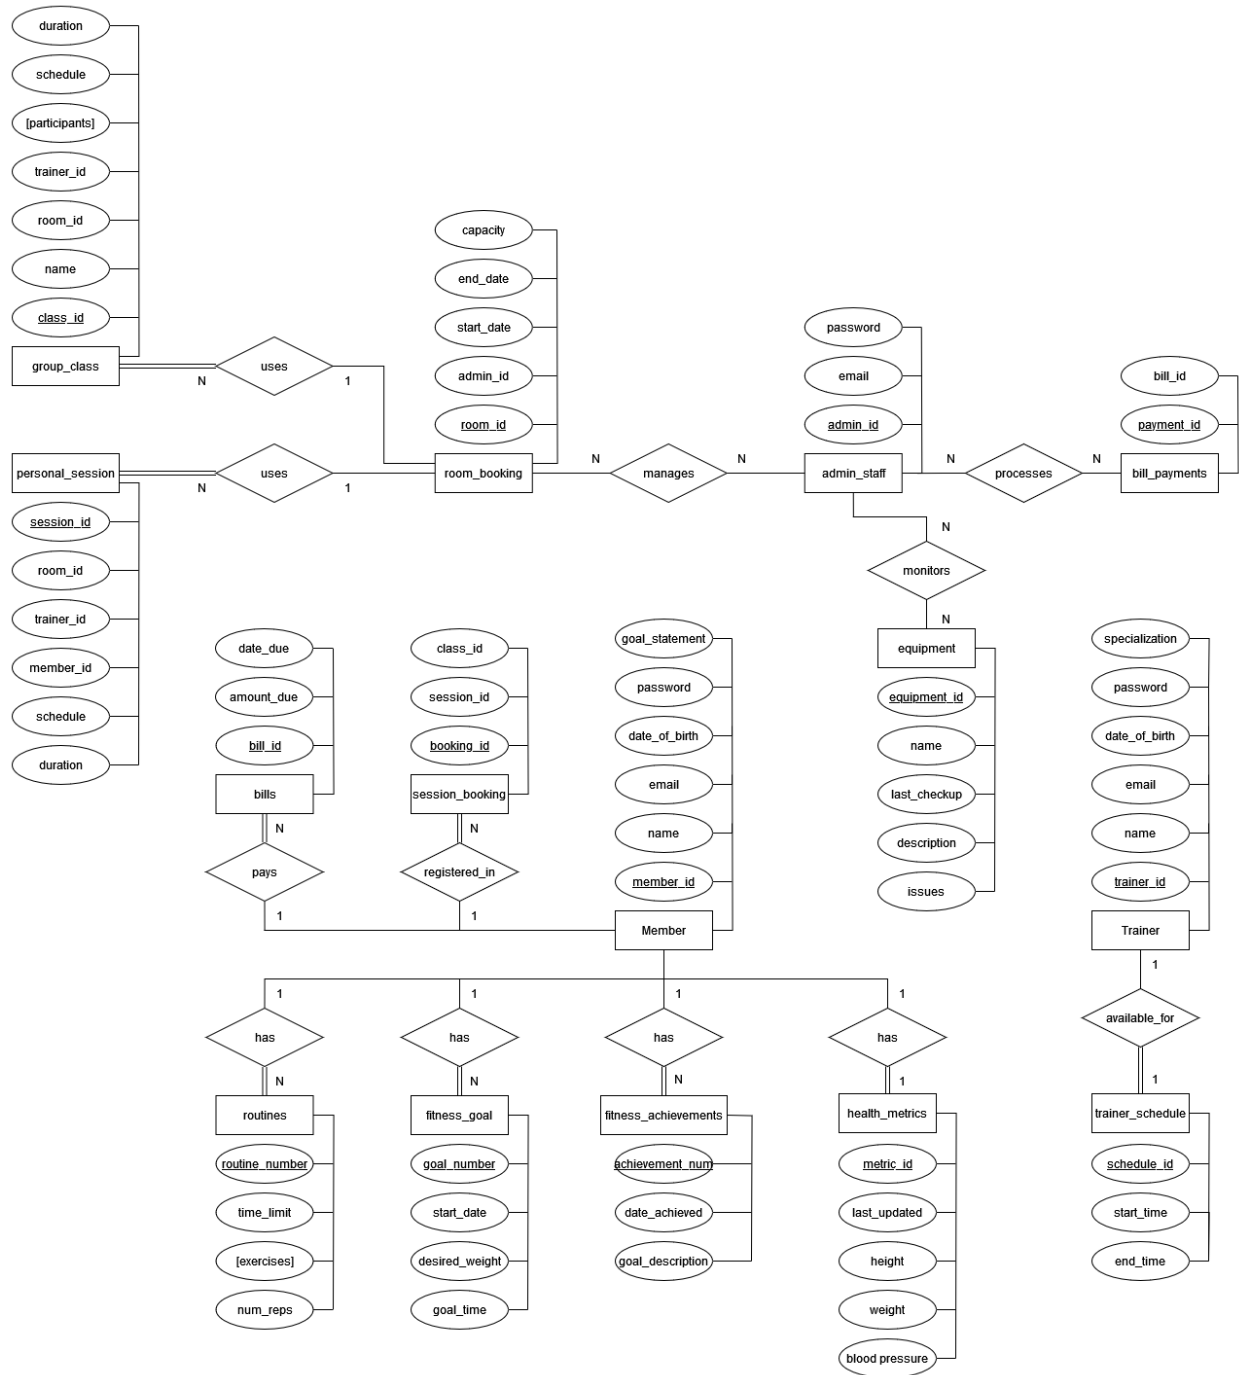 duration
schedule
[participants]
trainer_id
room_id
name
class_id
group_class
N
uses
1
capacity
end_date
start_date
admin_id
room_id
room_booking
N
manages
N
password
email
admin_id
admin_staff
N
processes
N
bill_id
payment_id
bill_payments
personal_session
N
uses
1
session_id
room_id
trainer_id
member_id
schedule
duration
N
monitors
N
equipment
equipment_id
name
last_checkup
description
issues
date_due
amount_due
bill_id
bills
N
pays
1
class_id
session_id
booking_id
session_booking
N
registered_in
1
goal_statement
password
date_of_birth
email
name
member_id
Member
specialization
password
date_of_birth
email
name
trainer_id
Trainer
1
available_for
1
trainer_schedule
schedule_id
start_time
end_time
1
has
N
routines
routine_number
time_limit
[exercises]
num_reps
1
has
N
fitness_goal
goal_number
start_date
desired_weight
goal_time
1
has
N
fitness_achievements
achievement_num
date_achieved
goal_description
1
has
1
health_metrics
metric_id
last_updated
height
weight
blood pressure